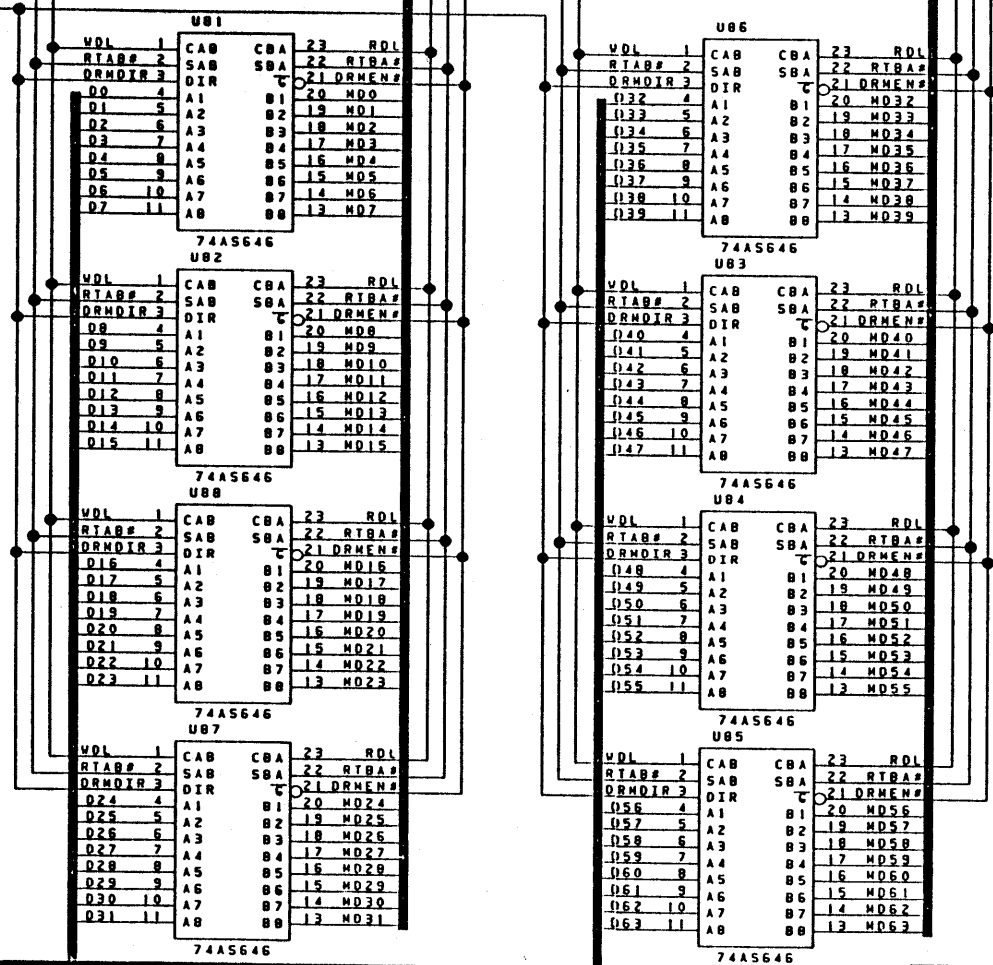 U81
WDL 1 CAB CBA 23 RDL
RTAB# 2 SAB SBA 22 RTBA#
DRMDIR 3 DIR G 21 DRMEN#
D0 4 A1 B1 20 MD0
D1 5 A2 B2 19 MD1
D2 6 A3 B3 18 MD2
D3 7 A4 B4 17 MD3
D4 8 A5 B5 16 MD4
D5 9 A6 B6 15 MD5
D6 10 A7 B7 14 MD6
D7 11 A8 B8 13 MD7
74AS646
U82
WDL 1 CAB CBA 23 RDL
RTAB# 2 SAB SBA 22 RTBA#
DRMDIR 3 DIR G 21 DRMEN#
D8 4 A1 B1 20 MD8
D9 5 A2 B2 19 MD9
D10 6 A3 B3 18 MD10
D11 7 A4 B4 17 MD11
D12 8 A5 B5 16 MD12
D13 9 A6 B6 15 MD13
D14 10 A7 B7 14 MD14
D15 11 A8 B8 13 MD15
74AS646
U88
WDL 1 CAB CBA 23 RDL
RTAB# 2 SAB SBA 22 RTBA#
DRMDIR 3 DIR G 21 DRMEN#
D16 4 A1 B1 20 MD16
D17 5 A2 B2 19 MD17
D18 6 A3 B3 18 MD18
D19 7 A4 B4 17 MD19
D20 8 A5 B5 16 MD20
D21 9 A6 B6 15 MD21
D22 10 A7 B7 14 MD22
D23 11 A8 B8 13 MD23
74AS646
U87
WDL 1 CAB CBA 23 RDL
RTAB# 2 SAB SBA 22 RTBA#
DRMDIR 3 DIR G 21 DRMEN#
D24 4 A1 B1 20 MD24
D25 5 A2 B2 19 MD25
D26 6 A3 B3 18 MD26
D27 7 A4 B4 17 MD27
D28 8 A5 B5 16 MD28
D29 9 A6 B6 15 MD29
D30 10 A7 B7 14 MD30
D31 11 A8 B8 13 MD31
74AS646
U86
WDL 1 CAB CBA 23 RDL
RTAB# 2 SAB SBA 22 RTBA#
DRMDIR 3 DIR G 21 DRMEN#
D32 4 A1 B1 20 MD32
D33 5 A2 B2 19 MD33
D34 6 A3 B3 18 MD34
D35 7 A4 B4 17 MD35
D36 8 A5 B5 16 MD36
D37 9 A6 B6 15 MD37
D38 10 A7 B7 14 MD38
D39 11 A8 B8 13 MD39
74AS646
U83
WDL 1 CAB CBA 23 RDL
RTAB# 2 SAB SBA 22 RTBA#
DRMDIR 3 DIR G 21 DRMEN#
D40 4 A1 B1 20 MD40
D41 5 A2 B2 19 MD41
D42 6 A3 B3 18 MD42
D43 7 A4 B4 17 MD43
D44 8 A5 B5 16 MD44
D45 9 A6 B6 15 MD45
D46 10 A7 B7 14 MD46
D47 11 A8 B8 13 MD47
74AS646
U84
WDL 1 CAB CBA 23 RDL
RTAB# 2 SAB SBA 22 RTBA#
DRMDIR 3 DIR G 21 DRMEN#
D48 4 A1 B1 20 MD48
D49 5 A2 B2 19 MD49
D50 6 A3 B3 18 MD50
D51 7 A4 B4 17 MD51
D52 8 A5 B5 16 MD52
D53 9 A6 B6 15 MD53
D54 10 A7 B7 14 MD54
D55 11 A8 B8 13 MD55
74AS646
U85
WDL 1 CAB CBA 23 RDL
RTAB# 2 SAB SBA 22 RTBA#
DRMDIR 3 DIR G 21 DRMEN#
D56 4 A1 B1 20 MD56
D57 5 A2 B2 19 MD57
D58 6 A3 B3 18 MD58
D59 7 A4 B4 17 MD59
D60 8 A5 B5 16 MD60
D61 9 A6 B6 15 MD61
D62 10 A7 B7 14 MD62
D63 11 A8 B8 13 MD63
74AS646